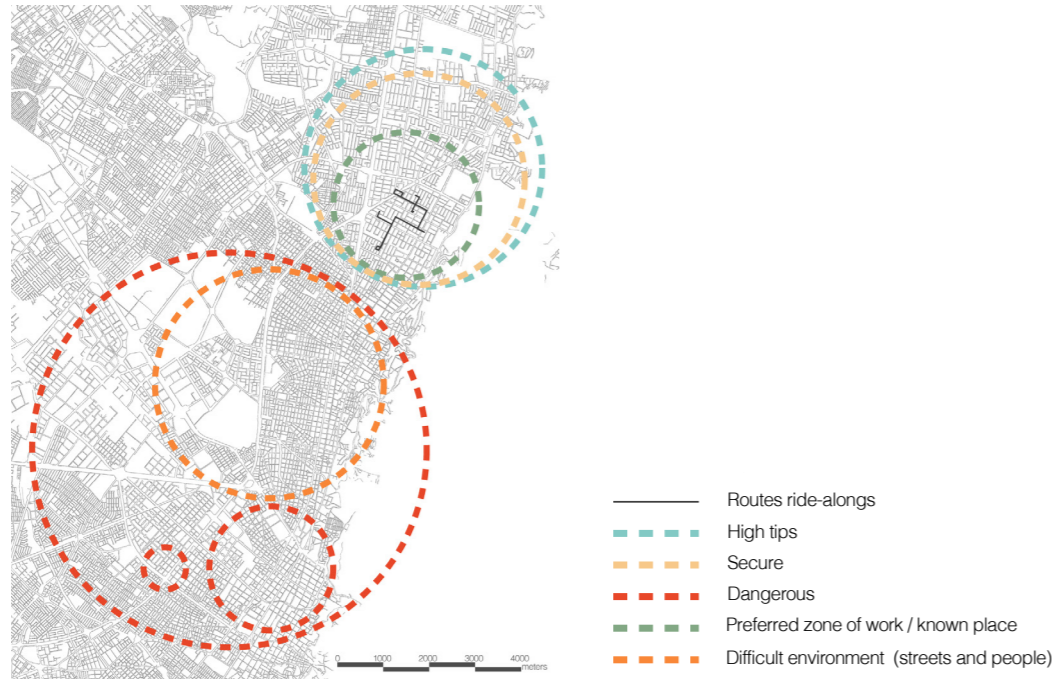 0 1000 2000 3000 4000
meters
Routes ride-alongs
High tips
Secure
Dangerous
Preferred zone of work / known place
Difficult environment (streets and people)